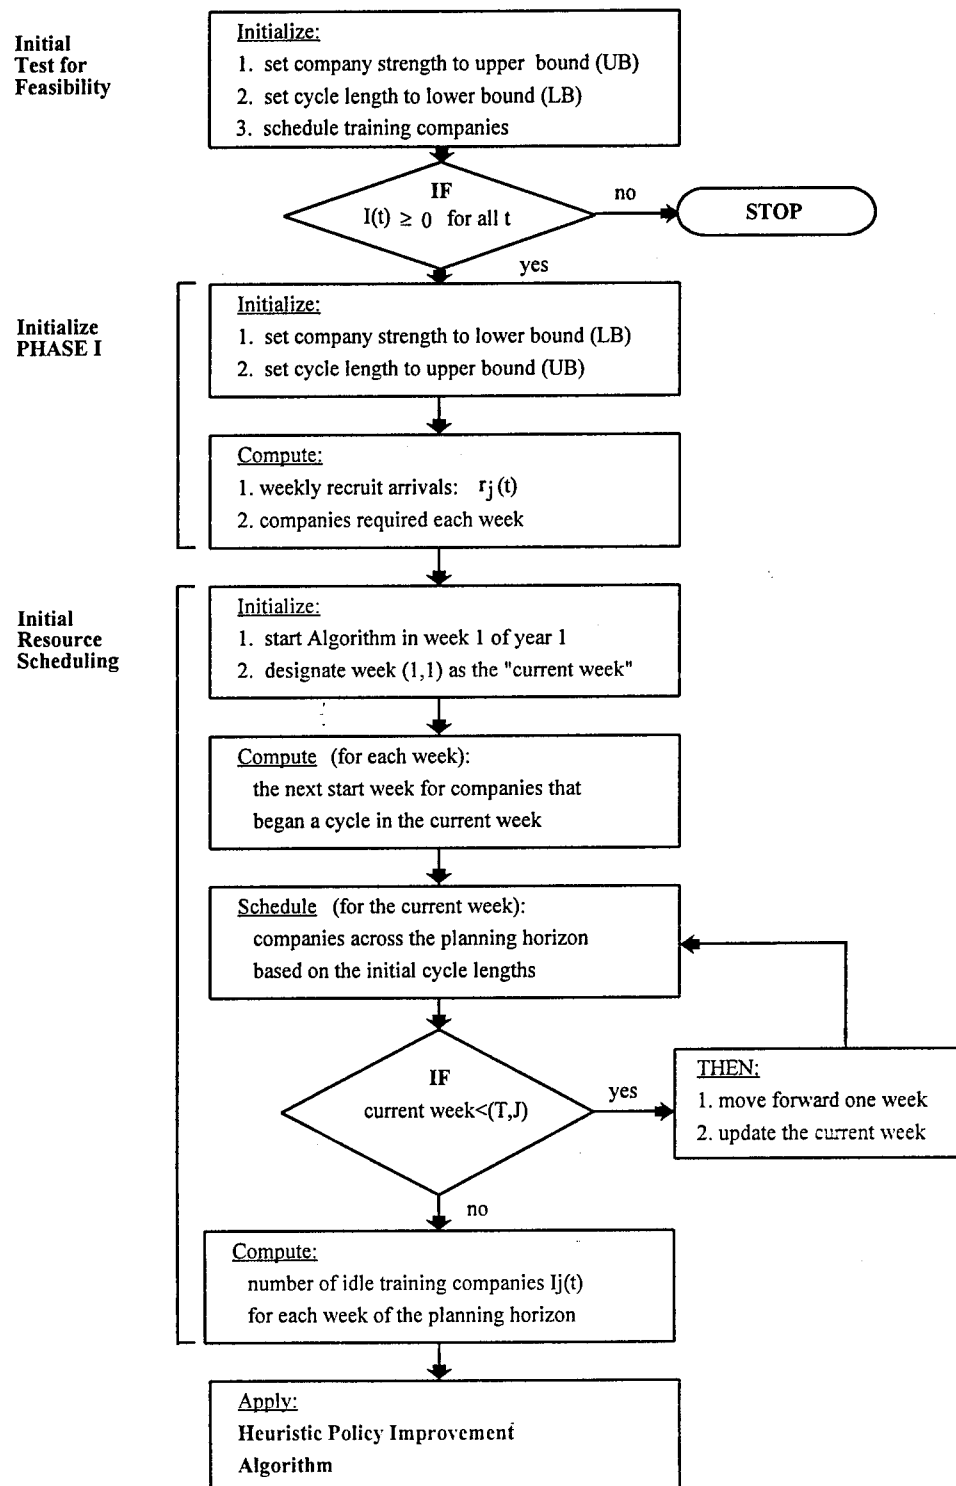 Initial
Test for
Feasibility
Initialize:
1. set company strength to upper bound (UB)
2. set cycle length to lower bound (LB)
3. schedule training companies
IF
I(t) ≥ 0 for all t
no
STOP
yes
Initialize
PHASE I
Initialize:
1. set company strength to lower bound (LB)
2. set cycle length to upper bound (UB)
Compute:
1. weekly recruit arrivals: rj(t)
2. companies required each week
Initial
Resource
Scheduling
Initialize:
1. start Algorithm in week 1 of year 1
2. designate week (1,1) as the "current week"
Compute (for each week):
the next start week for companies that
began a cycle in the current week
Schedule (for the current week):
companies across the planning horizon
based on the initial cycle lengths
IF
current week<(T,J)
yes
THEN:
1. move forward one week
2. update the current week
no
Compute:
number of idle training companies Ij(t)
for each week of the planning horizon
Apply:
Heuristic Policy Improvement
Algorithm